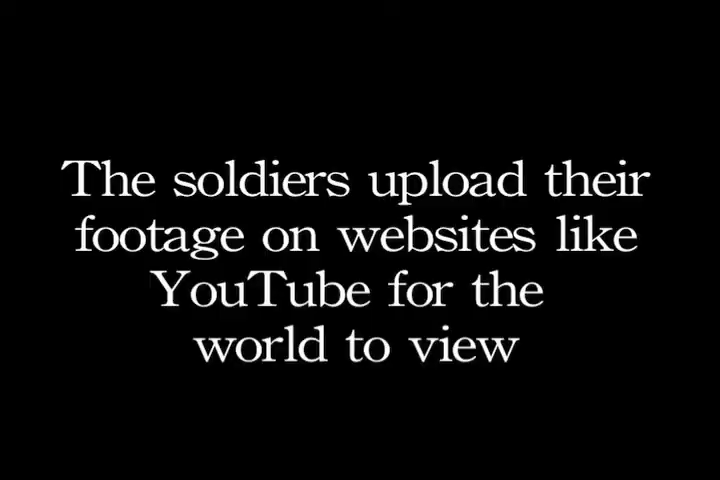 The soldiers upload their
footage on websites like
YouTube for the
world to view